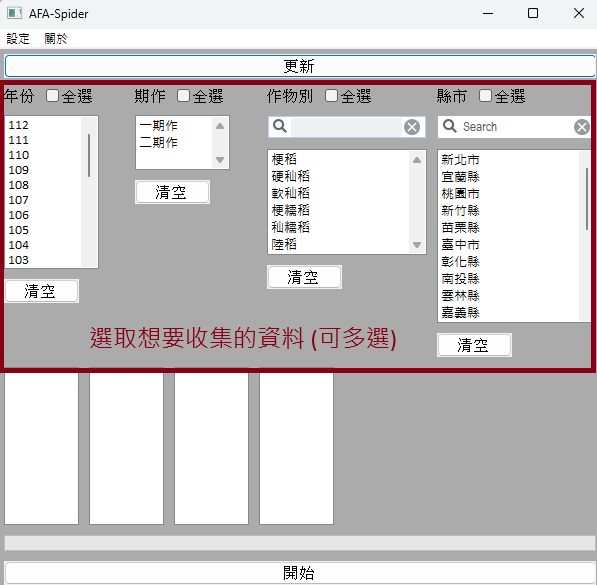 AFA-Spider
設定 關於
更新
年份 全選 期作 全選 作物別 全選 縣市 全選
Search
112
111
110
109
108
107
106
105
104
103
清空
一期作
二期作
清空
梗稻
硬秈稻
軟秈稻
梗糯稻
秈糯稻
陸稻
清空
新北市
宜蘭縣
桃園市
新竹縣
苗栗縣
臺中市
彰化縣
南投縣
雲林縣
嘉義縣
清空
選取想要收集的資料 (可多選)
開始